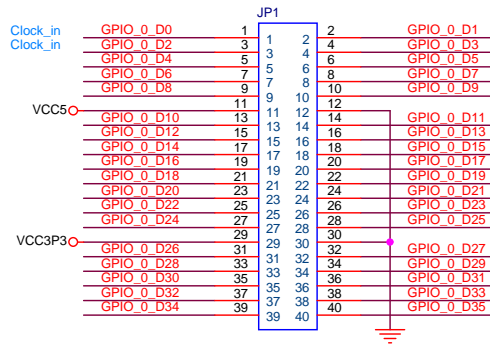 JP1
Clock_in GPIO_0_D0 1 1 2 2 GPIO_0_D1
Clock_in GPIO_0_D2 3 3 4 4 GPIO_0_D3
GPIO_0_D4 5 5 6 6 GPIO_0_D5
GPIO_0_D6 7 7 8 8 GPIO_0_D7
GPIO_0_D8 9 9 10 10 GPIO_0_D9
VCC5 11 11 12 12
GPIO_0_D10 13 13 14 14 GPIO_0_D11
GPIO_0_D12 15 15 16 16 GPIO_0_D13
GPIO_0_D14 17 17 18 18 GPIO_0_D15
GPIO_0_D16 19 19 20 20 GPIO_0_D17
GPIO_0_D18 21 21 22 22 GPIO_0_D19
GPIO_0_D20 23 23 24 24 GPIO_0_D21
GPIO_0_D22 25 25 26 26 GPIO_0_D23
GPIO_0_D24 27 27 28 28 GPIO_0_D25
VCC3P3 29 29 30 30
GPIO_0_D26 31 31 32 32 GPIO_0_D27
GPIO_0_D28 33 33 34 34 GPIO_0_D29
GPIO_0_D30 35 35 36 36 GPIO_0_D31
GPIO_0_D32 37 37 38 38 GPIO_0_D33
GPIO_0_D34 39 39 40 40 GPIO_0_D35